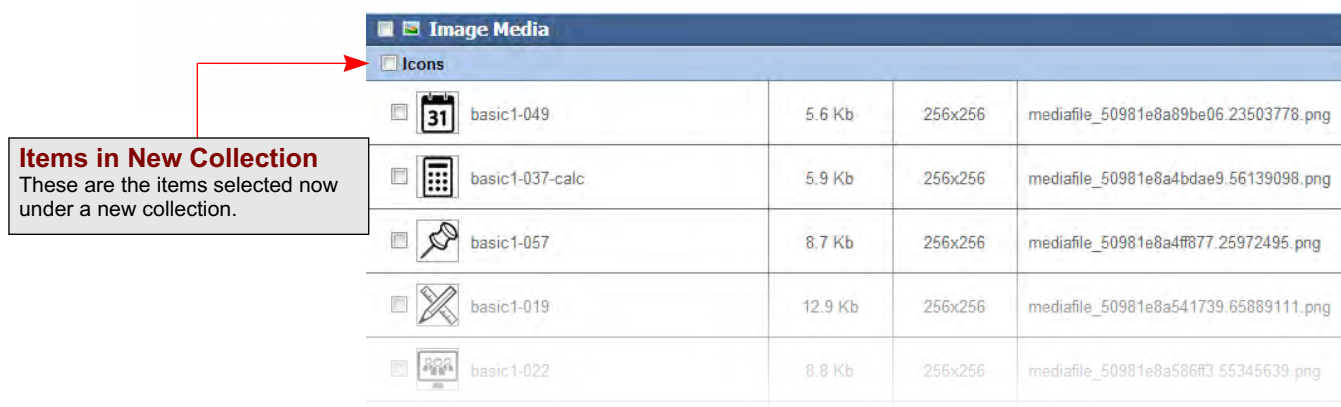 Image Media
Icons
31 basic1-049 5.6 Kb 256x256 mediafile_50981e8a89be06.23503778.png
Items in New Collection
These are the items selected now
under a new collection.
basic1-037-calc 5.9 Kb 256x256 mediafile_50981e8a4bdae9.56139098.png
basic1-057 8.7 Kb 256x256 mediafile_50981e8a4ff877.25972495.png
basic1-019 12.9 Kb 256x256 mediafile_50981e8a541739.65889111.png
basic1-022 8.8 Kb 256x256 mediafile_50981e8a586ff3.55345639.png